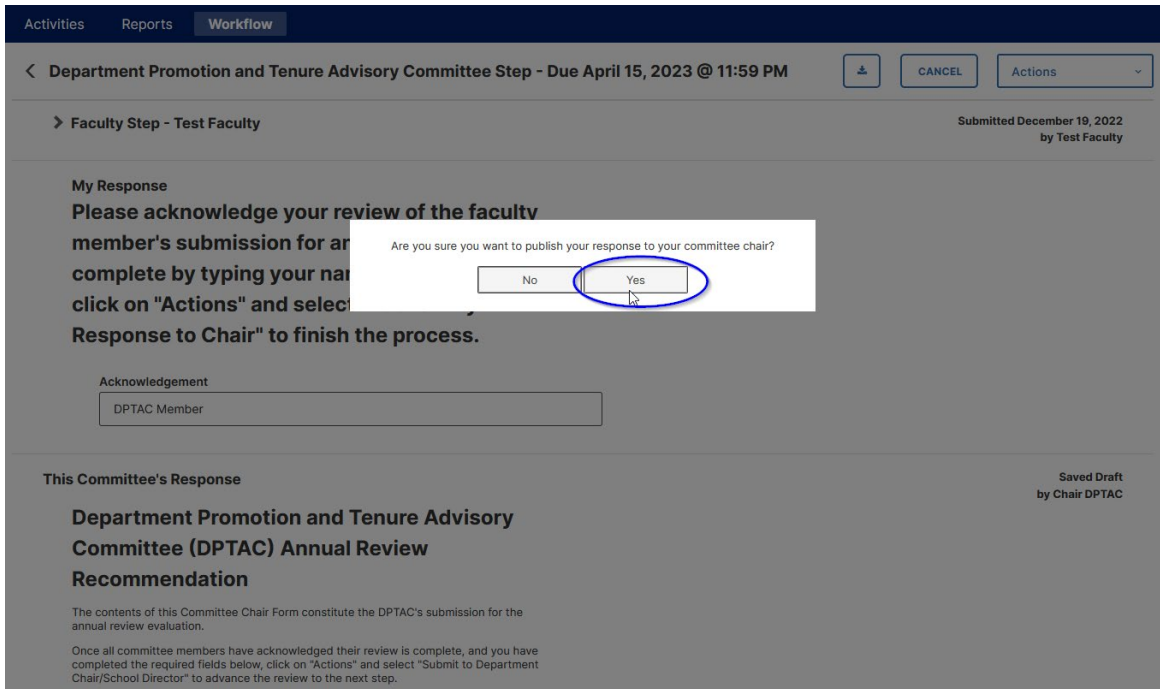 Activities Reports Workflow
Department Promotion and Tenure Advisory Committee Step - Due April 15, 2023 @ 11:59 PM
CANCEL
Actions
Faculty Step - Test Faculty
Submitted December 19, 2022
by Test Faculty
My Response
Please acknowledge your review of the faculty
member's submission for an
complete by typing your nam
click on "Actions" and select
Response to Chair" to finish the process.
Are you sure you want to publish your response to your committee chair?
No
Yes
Acknowledgement
DPTAC Member
This Committee's Response
Saved Draft
by Chair DPTAC
Department Promotion and Tenure Advisory
Committee (DPTAC) Annual Review
Recommendation
The contents of this Committee Chair Form constitute the DPTAC's submission for the
annual review evaluation.
Once all committee members have acknowledged their review is complete, and you have
completed the required fields below, click on "Actions" and select "Submit to Department
Chair/School Director" to advance the review to the next step.